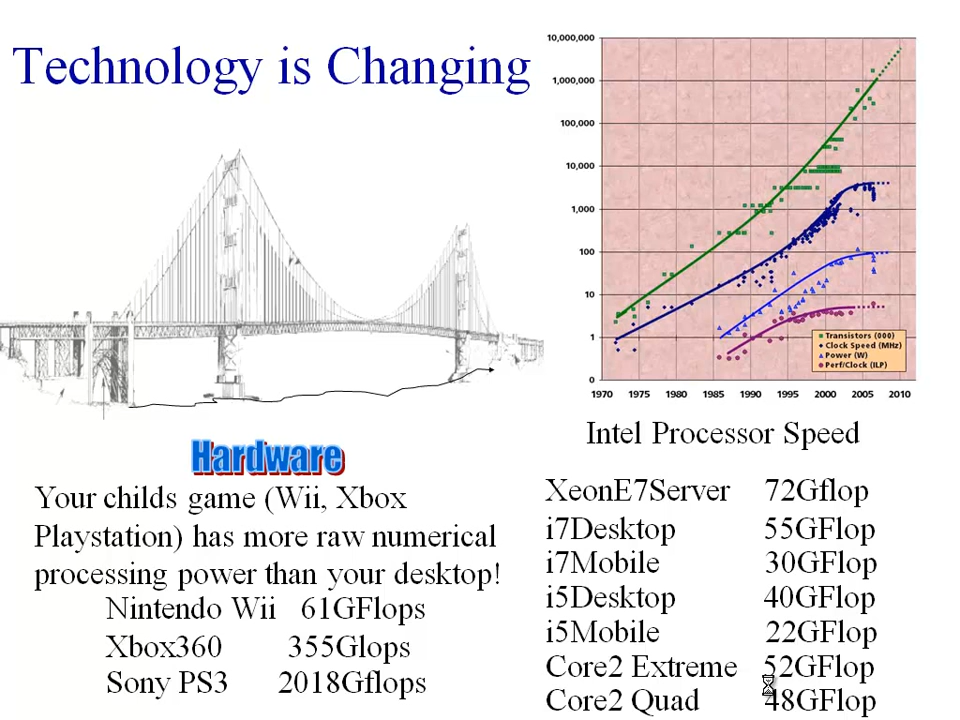 Technology is Changing
10,000,000
1,000,000
100,000
10,000
1,000
100
10
1
0
1970 1975 1980 1985 1990 1995 2000 2005 2010
Transistors (000)
Clock Speed (MHz)
Power (W)
Perf/Clock (ILP)
Intel Processor Speed
Hardware
Your childs game (Wii, Xbox
Playstation) has more raw numerical
processing power than your desktop!
Nintendo Wii 61GFlops
Xbox360 355Glops
Sony PS3 2018Gflops
XeonE7Server 72Gflop
i7Desktop 55GFlop
i7Mobile 30GFlop
i5Desktop 40GFlop
i5Mobile 22GFlop
Core2 Extreme 52GFlop
Core2 Quad 48GFlop